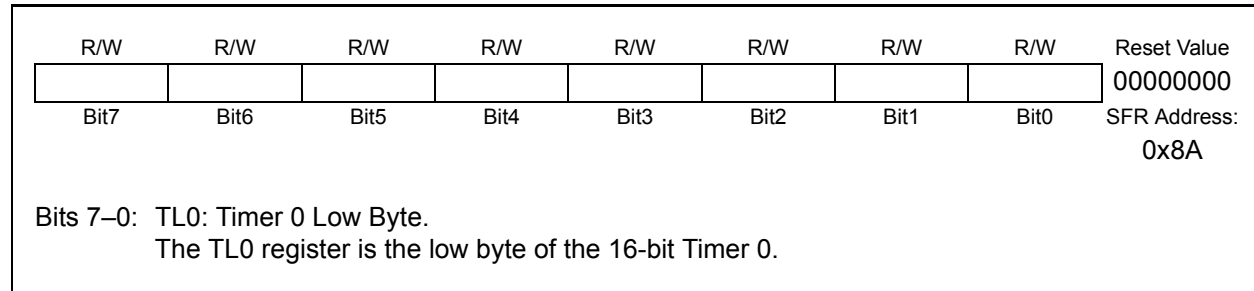 R/W R/W R/W R/W R/W R/W R/W R/W Reset Value
00000000
Bit7 Bit6 Bit5 Bit4 Bit3 Bit2 Bit1 Bit0 SFR Address:
0x8A
Bits 7–0: TL0: Timer 0 Low Byte.
The TL0 register is the low byte of the 16-bit Timer 0.